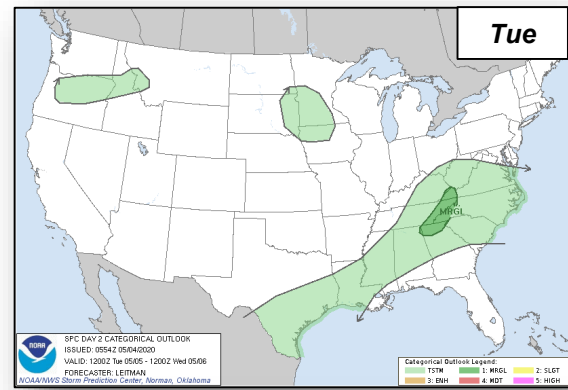 Tue
MRGL
NOAA
SPC DAY 2 CATEGORICAL OUTLOOK
ISSUED: 0554Z 05/04/2020
VALID: 1200Z Tue 05/05 - 1200Z Wed 05/06
FORECASTER: LEITMAN
NOAA/NWS Storm Prediction Center, Norman, Oklahoma
Categorical Outlook Legend:
TSTM 1: MRGL 2: SLGT
3: ENH 4: MDT 5: HIGH